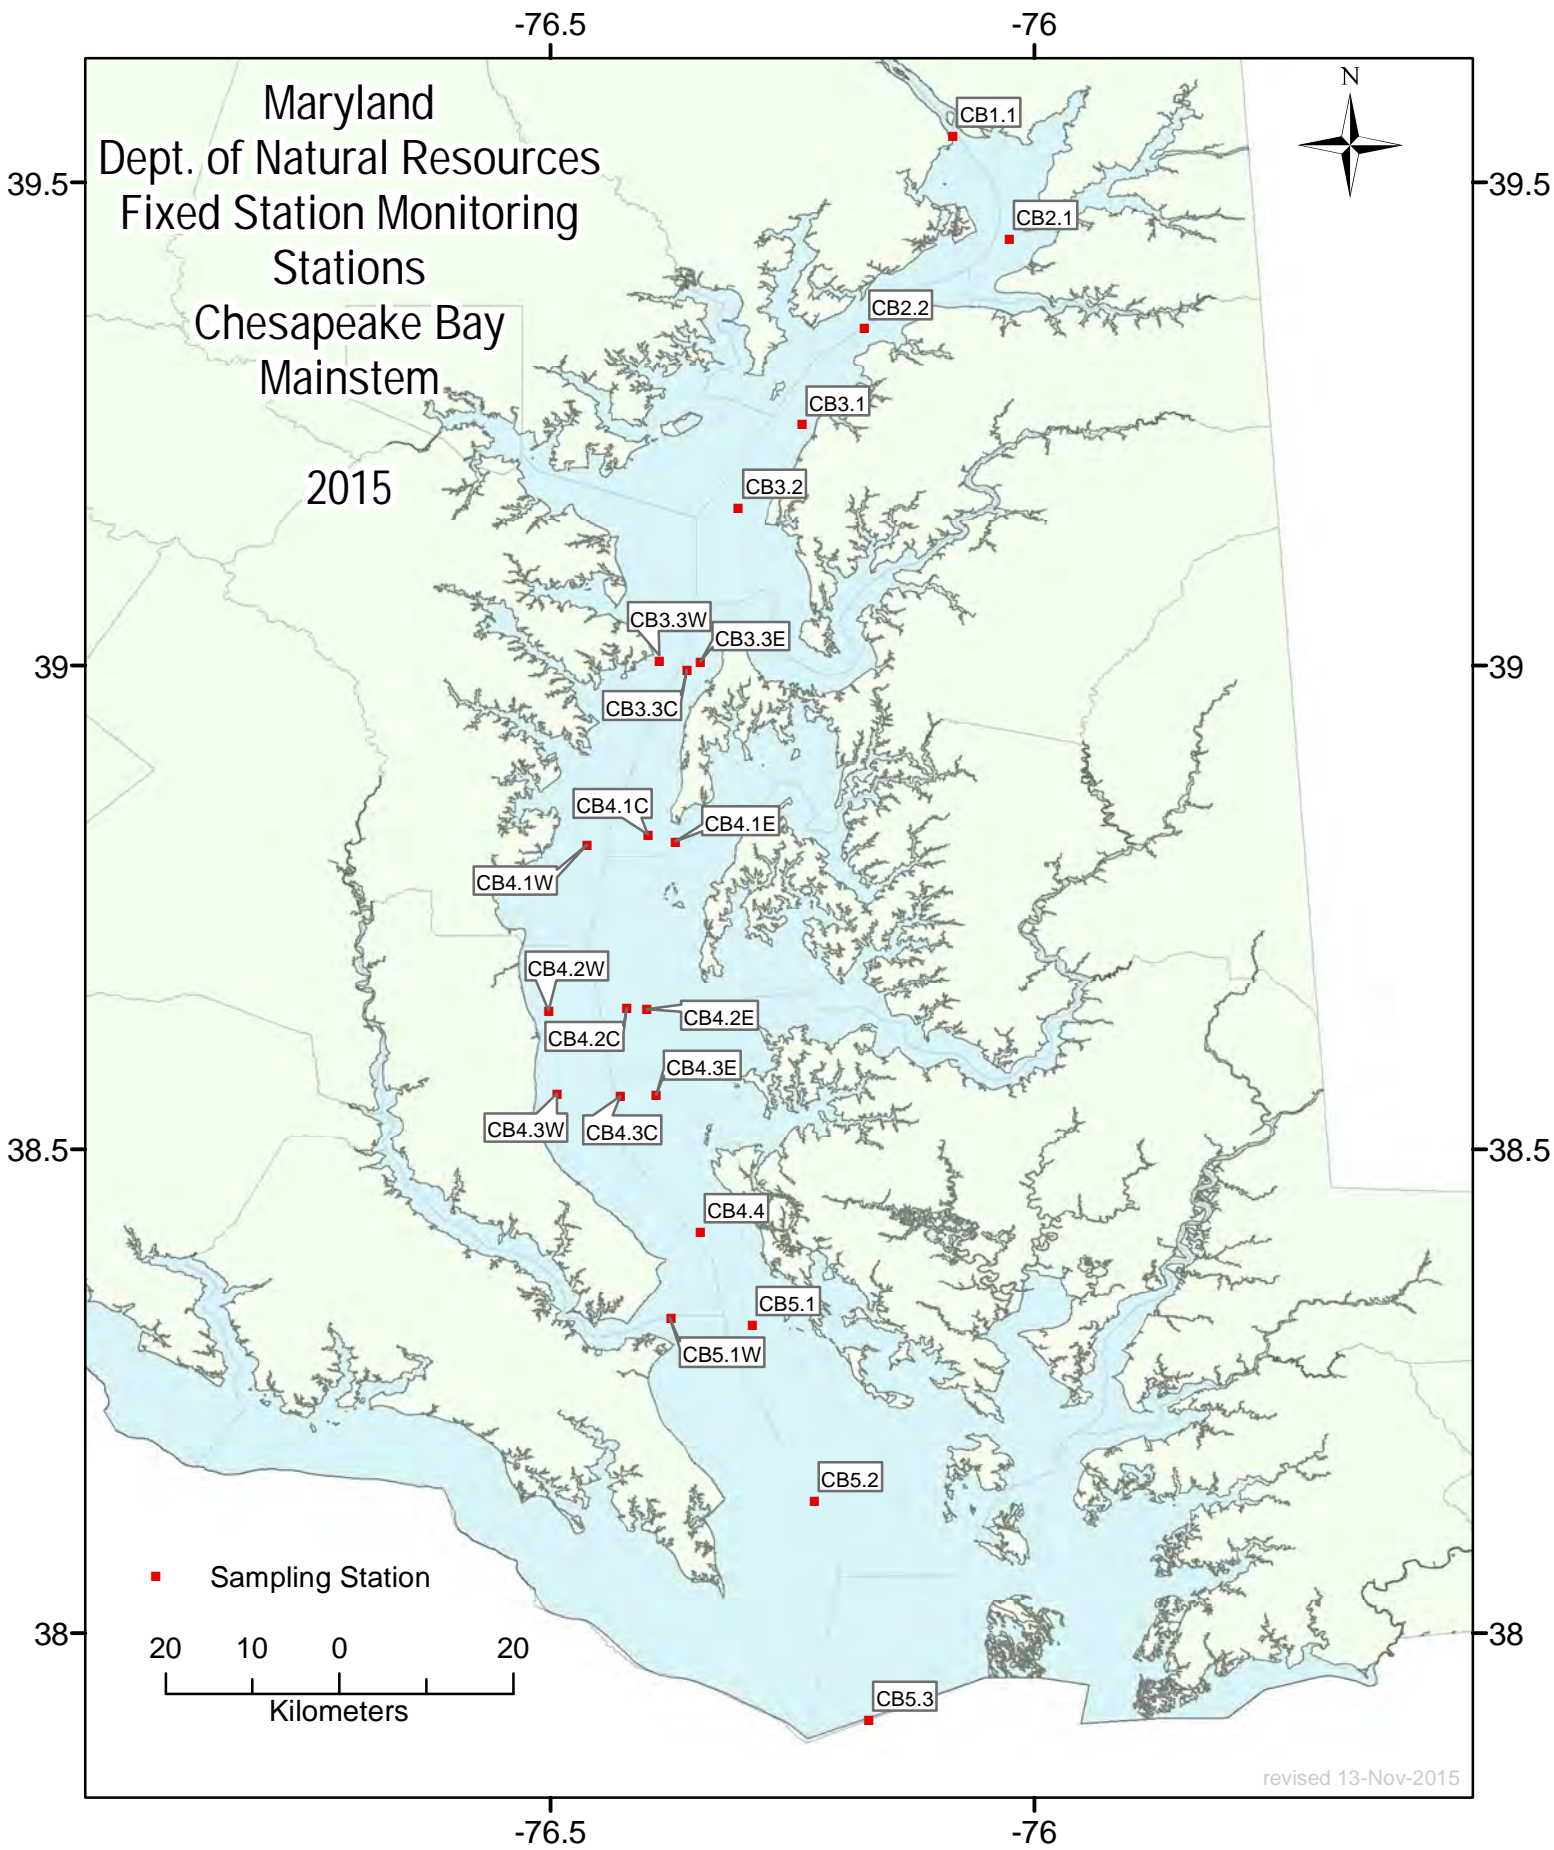 -76.5
-76
Maryland
Dept. of Natural Resources
Fixed Station Monitoring
Stations
Chesapeake Bay
Mainstem
2015
N
39.5
39.5
39
39
38.5
38.5
38
38
CB1.1
CB2.1
CB2.2
CB3.1
CB3.2
CB3.3W
CB3.3E
CB3.3C
CB4.1C
CB4.1E
CB4.1W
CB4.2W
CB4.2E
CB4.2C
CB4.3E
CB4.3W
CB4.3C
CB4.4
CB5.1
CB5.1W
CB5.2
CB5.3
Sampling Station
20 10 0 20
Kilometers
revised 13-Nov-2015
-76.5
-76